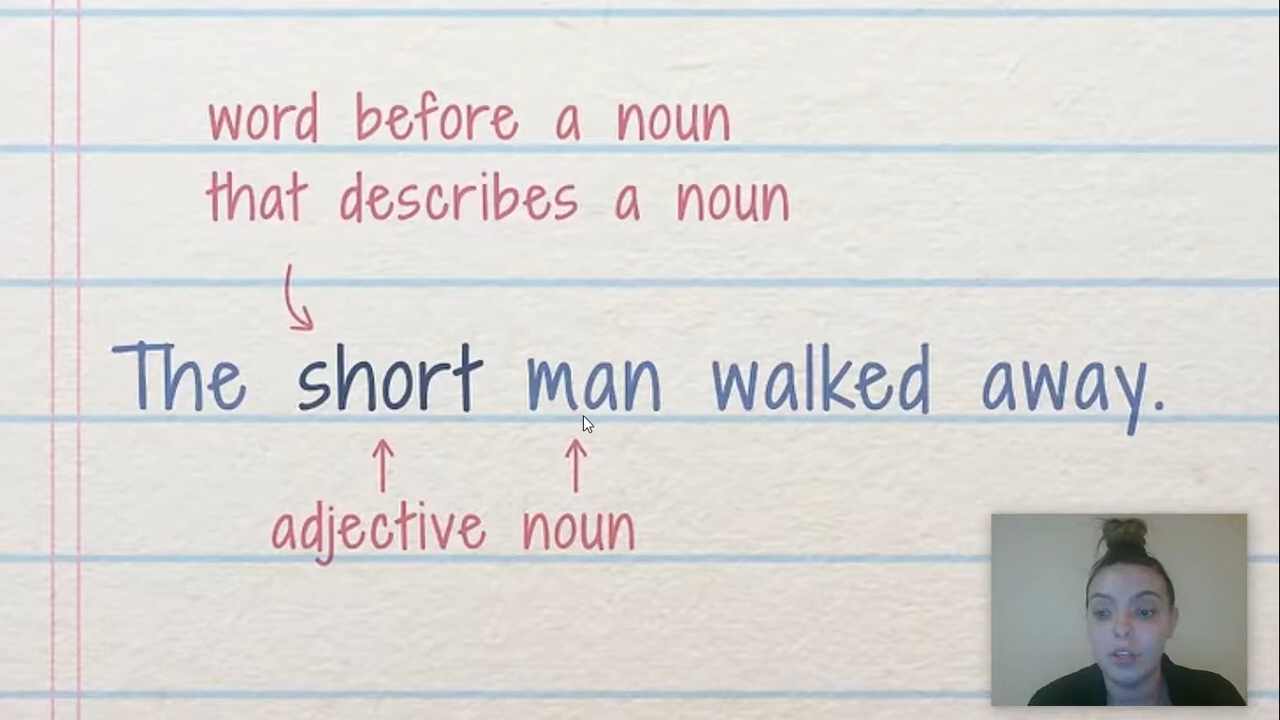 word before a noun
that describes a noun
The short man walked away.
adjective noun